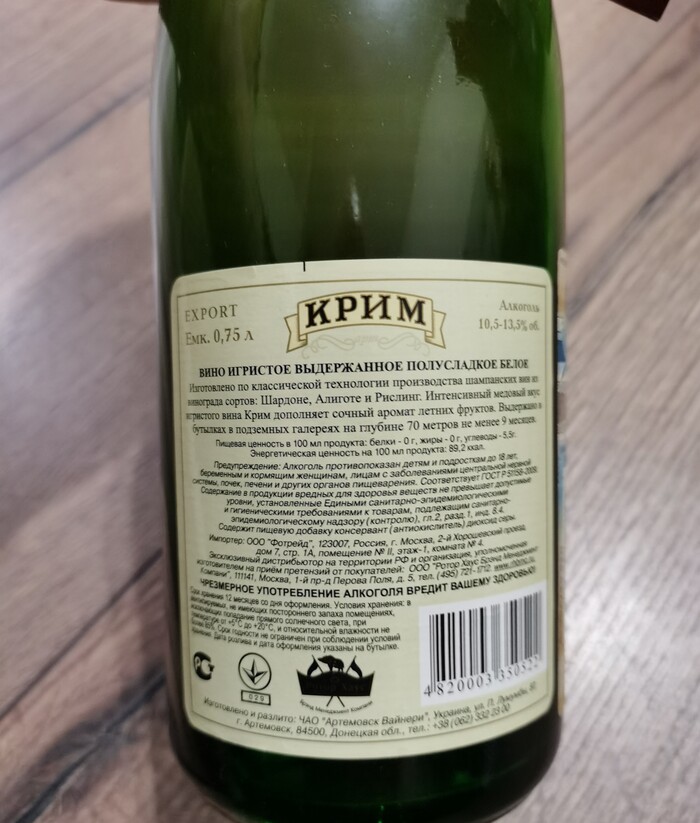 EXPORT
Емк. 0,75 л
КРИМ
Алкоголь
10,5-13,5% об.
ВИНО ИГРИСТОЕ ВЫДЕРЖАННОЕ ПОЛУСЛАДКОЕ БЕЛОЕ
Изготовлено по классической технологии производства шампанских вин из
винограда сортов: Шардоне, Алиготе и Рислинг. Интенсивный медовый вкус
игристого вина Крим дополняет сочный аромат летних фруктов. Выдержано в
бутылках в подземных галереях на глубине 70 метров не менее 9 месяцев.
Пищевая ценность в 100 мл продукта: белки - 0 г, жиры - 0 г, углеводы - 5,5г.
Энергетическая ценность на 100 мл продукта: 89,2 ккал.
Предупреждение: Алкоголь противопоказан детям и подросткам до 18 лет,
беременным и кормящим женщинам, лицам с заболеваниями центральной нервной
системы, почек, печени и других органов пищеварения. Соответствует ГОСТ Р 51158-2009.
Содержание в продукции вредных для здоровья веществ не превышает допустимые
уровни, установленные Едиными санитарно-эпидемиологическими
и гигиеническими требованиями к товарам, подлежащим санитарно-
эпидемиологическому надзору (контролю), гл.2, разд.1, инд. 8.4.
Содержит пищевую добавку консервант (антиокислитель) диоксид серы.
Импортер: ООО "Фотрейд", 123007, Россия, г. Москва, 2-й Хорошевский проезд,
дом 7, стр. 1А, помещение № II, этаж-1, комната № 4.
Эксклюзивный дистрибьютор на территории РФ и организация, уполномоченная
изготовителем на приём претензий от покупателей: ООО "Ротор Хаус Брэнд Менеджмент
Компани", 111141, Москва, 1-й пр-д Перова Поля, д. 5, тел. (495) 721-1712
ЧРЕЗМЕРНОЕ УПОТРЕБЛЕНИЕ АЛКОГОЛЯ ВРЕДИТ ВАШЕМУ ЗДОРОВЬЮ!
Срок хранения 12 месяцев со дня оформления. Условия хранения: в
вентилируемых, не имеющих постороннего запаха помещениях,
исключающих попадание прямого солнечного света, при
температуре от +5°С до +20°С, и относительной влажности не
более 85%. Срок годности не ограничен при соблюдении условий
хранения. Дата розлива и дата оформления указаны на бутылке.
029
Брэнд Менеджмент Компани
4 820003 350522
Изготовлено и разлито: ЧАО "Артемовск Вайнери", Украина, ул. П. Лумумбы,
г. Артемовск, 84500, Донецкая обл., тел.: +38 (062) 332 23 00